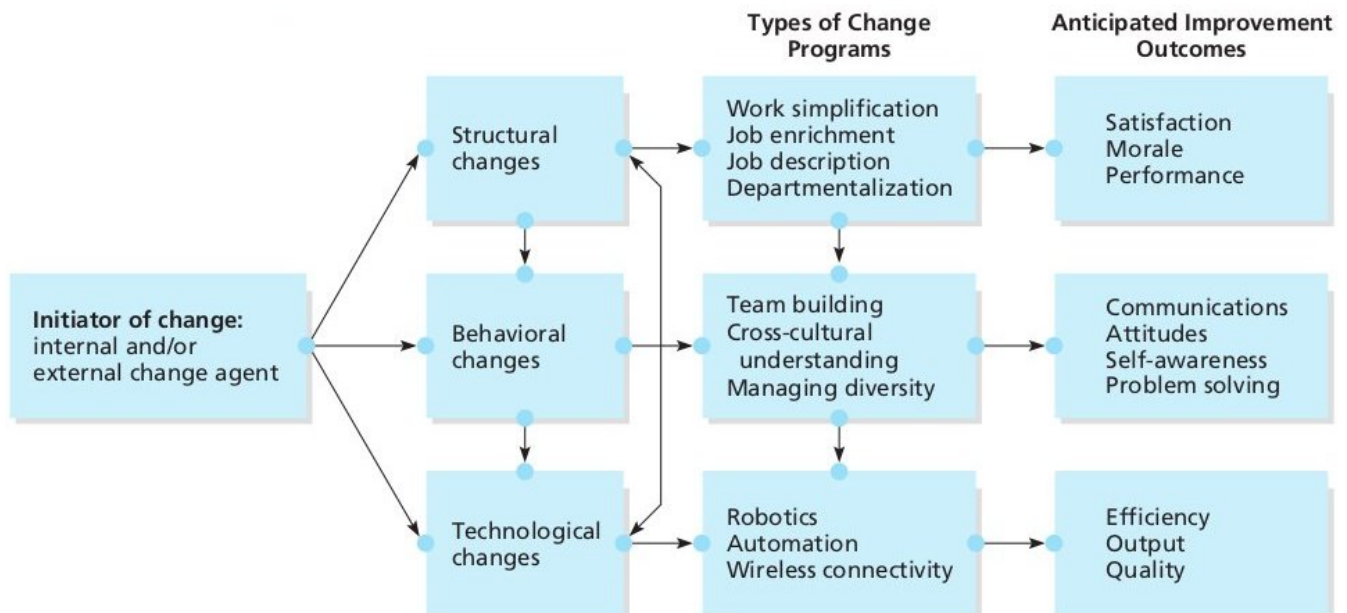 Types of Change
Programs
Anticipated Improvement
Outcomes
Structural
changes
Work simplification
Job enrichment
Job description
Departmentalization
Satisfaction
Morale
Performance
Initiator of change:
internal and/or
external change agent
Behavioral
changes
Team building
Cross-cultural
understanding
Managing diversity
Communications
Attitudes
Self-awareness
Problem solving
Technological
changes
Robotics
Automation
Wireless connectivity
Efficiency
Output
Quality